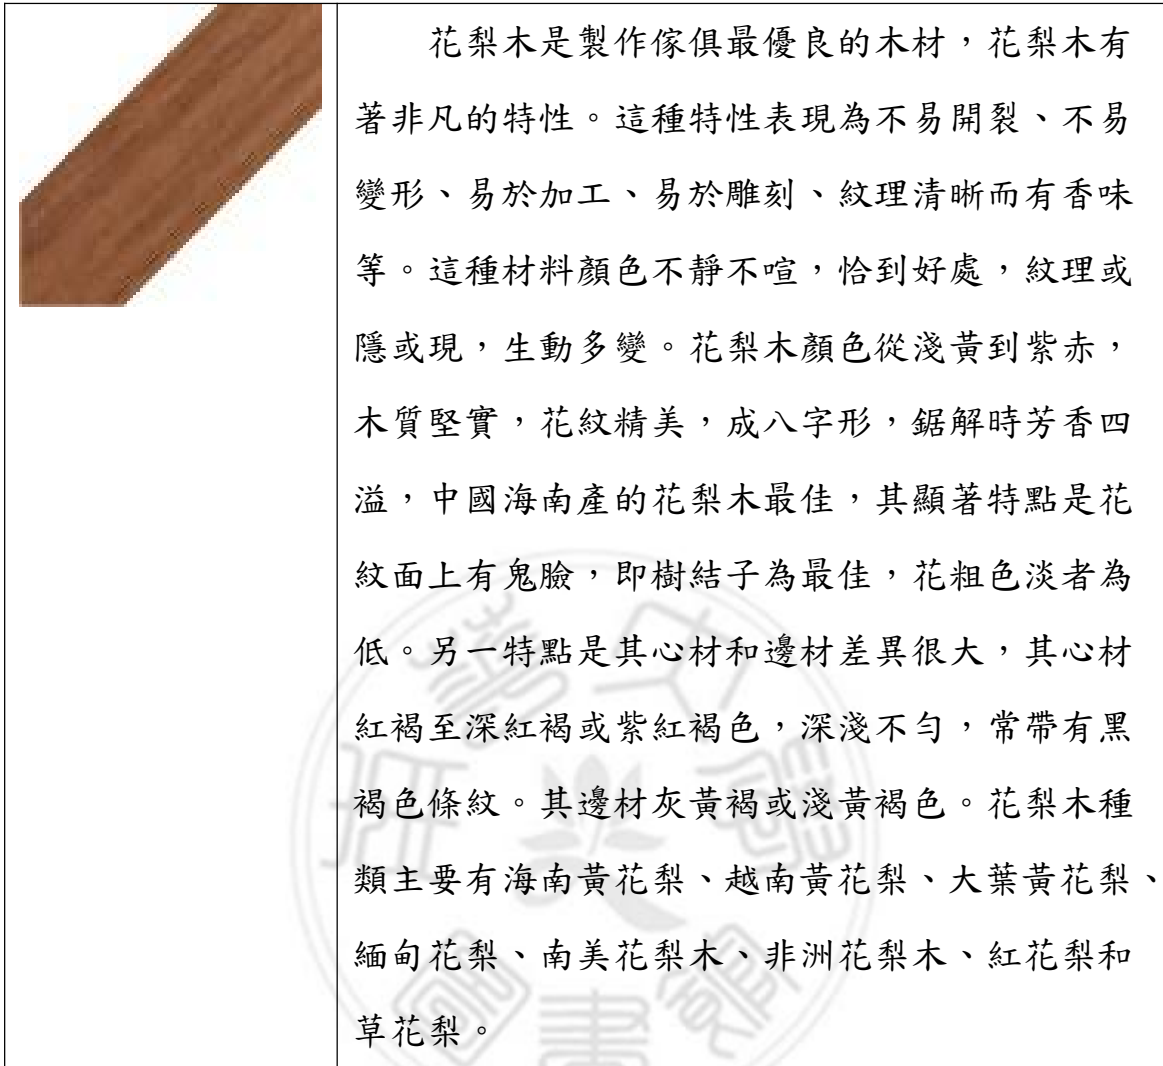 花梨木是製作傢俱最優良的木材，花梨木有
著非凡的特性。這種特性表現為不易開裂、不易
變形、易於加工、易於雕刻、紋理清晰而有香味
等。這種材料顏色不靜不喧，恰到好處，紋理或
隱或現，生動多變。花梨木顏色從淺黃到紫赤，
木質堅實，花紋精美，成八字形，鋸解時芳香四
溢，中國海南產的花梨木最佳，其顯著特點是花
紋面上有鬼臉，即樹結子為最佳，花粗色淡者為
低。另一特點是其心材和邊材差異很大，其心材
紅褐至深紅褐或紫紅褐色，深淺不勻，常帶有黑
褐色條紋。其邊材灰黃褐或淺黃褐色。花梨木種
類主要有海南黃花梨、越南黃花梨、大葉黃花梨、
緬甸花梨、南美花梨木、非洲花梨木、紅花梨和
草花梨。